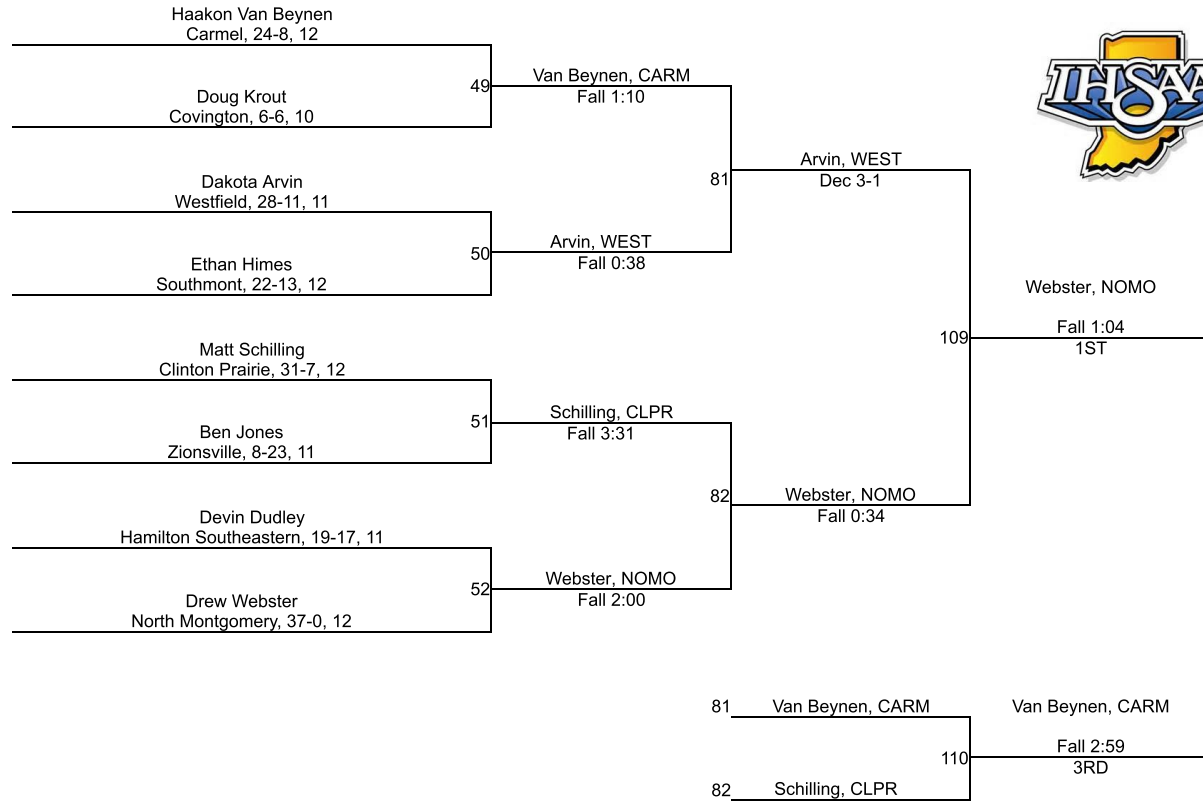 Haakon Van Beynen
Carmel, 24-8, 12
49
Van Beynen, CARM
Fall 1:10
Doug Krout
Covington, 6-6, 10
81
Arvin, WEST
Dec 3-1
Dakota Arvin
Westfield, 28-11, 11
50
Arvin, WEST
Fall 0:38
Ethan Himes
Southmont, 22-13, 12
109
Webster, NOMO
Fall 1:04
1ST
Matt Schilling
Clinton Prairie, 31-7, 12
51
Schilling, CLPR
Fall 3:31
Ben Jones
Zionsville, 8-23, 11
82
Webster, NOMO
Fall 0:34
Devin Dudley
Hamilton Southeastern, 19-17, 11
52
Webster, NOMO
Fall 2:00
Drew Webster
North Montgomery, 37-0, 12
81
Van Beynen, CARM
110
Van Beynen, CARM
Fall 2:59
3RD
82
Schilling, CLPR
IHSAA